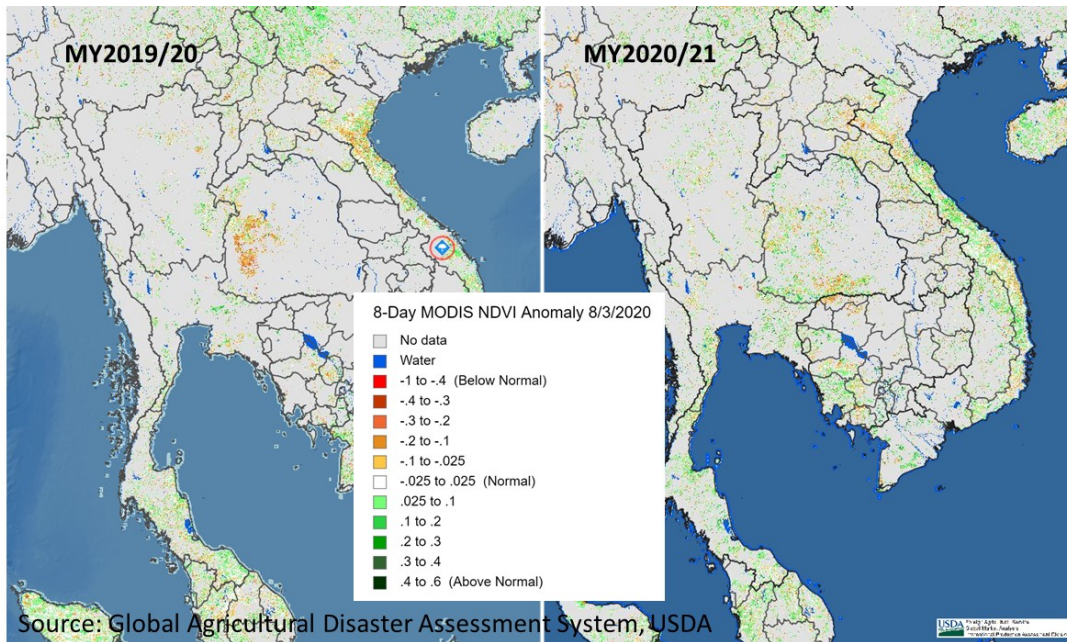 MY2019/20
MY2020/21
8-Day MODIS NDVI Anomaly 8/3/2020
No data
Water
-1 to -.4 (Below Normal)
-.4 to -.3
-.3 to -.2
-.2 to -.1
-.1 to -.025
-.025 to .025 (Normal)
.025 to .1
.1 to .2
.2 to .3
.3 to .4
.4 to .6 (Above Normal)
Source: Global Agricultural Disaster Assessment System, USDA
USDA